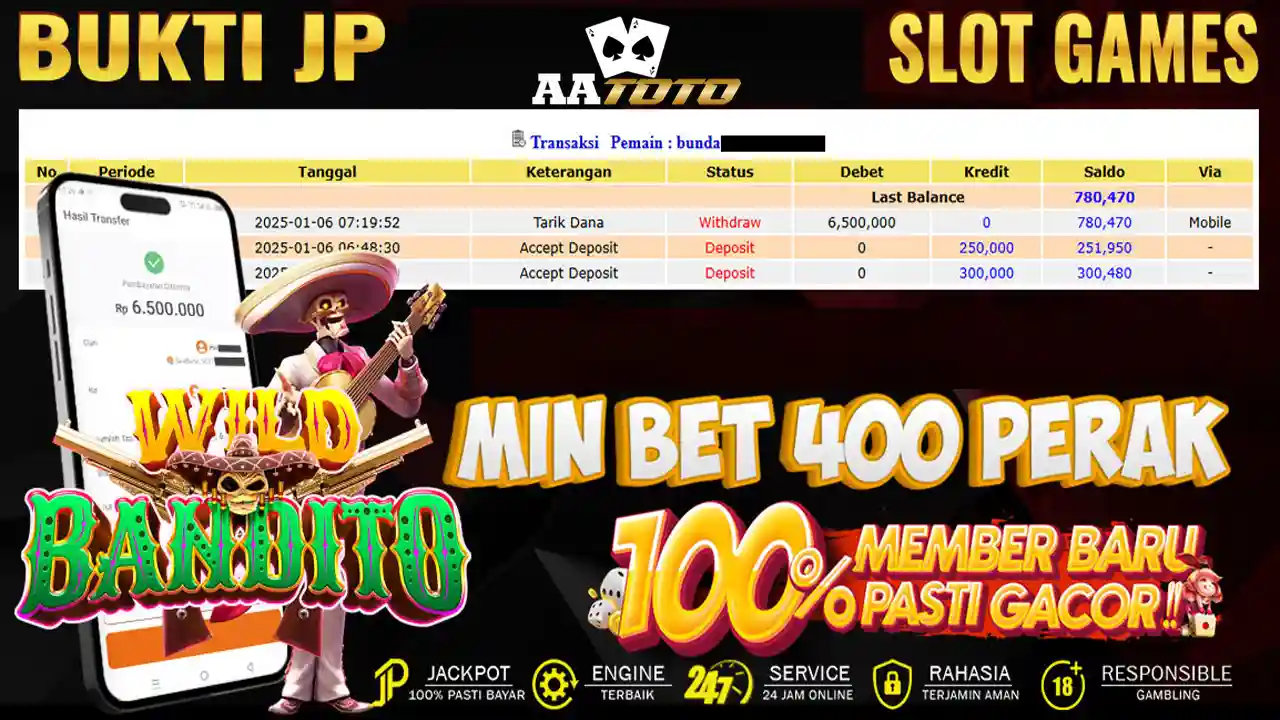 BUKTI JP
AATOTO
SLOT GAMES
Transaksi Pemain : bunda
No Periode Tanggal Keterangan Status Debet Kredit Saldo Via
Last Balance 780,470
2025-01-06 07:19:52 Tarik Dana Withdraw 6,500,000 0 780,470 Mobile
2025-01-06 06:48:30 Accept Deposit Deposit 0 250,000 251,950 -
2025- Accept Deposit Deposit 0 300,000 300,480 -
Hasil Transfer
Rp 6.500.000
WILD
BANDITO
MIN BET 400 PERAK
100% MEMBER BARU
PASTI GACOR!!
JP JACKPOT
100% PASTI BAYAR
ENGINE
TERBAIK
24/7 SERVICE
24 JAM ONLINE
RAHASIA
TERJAMIN AMAN
18+ RESPONSIBLE
GAMBLING